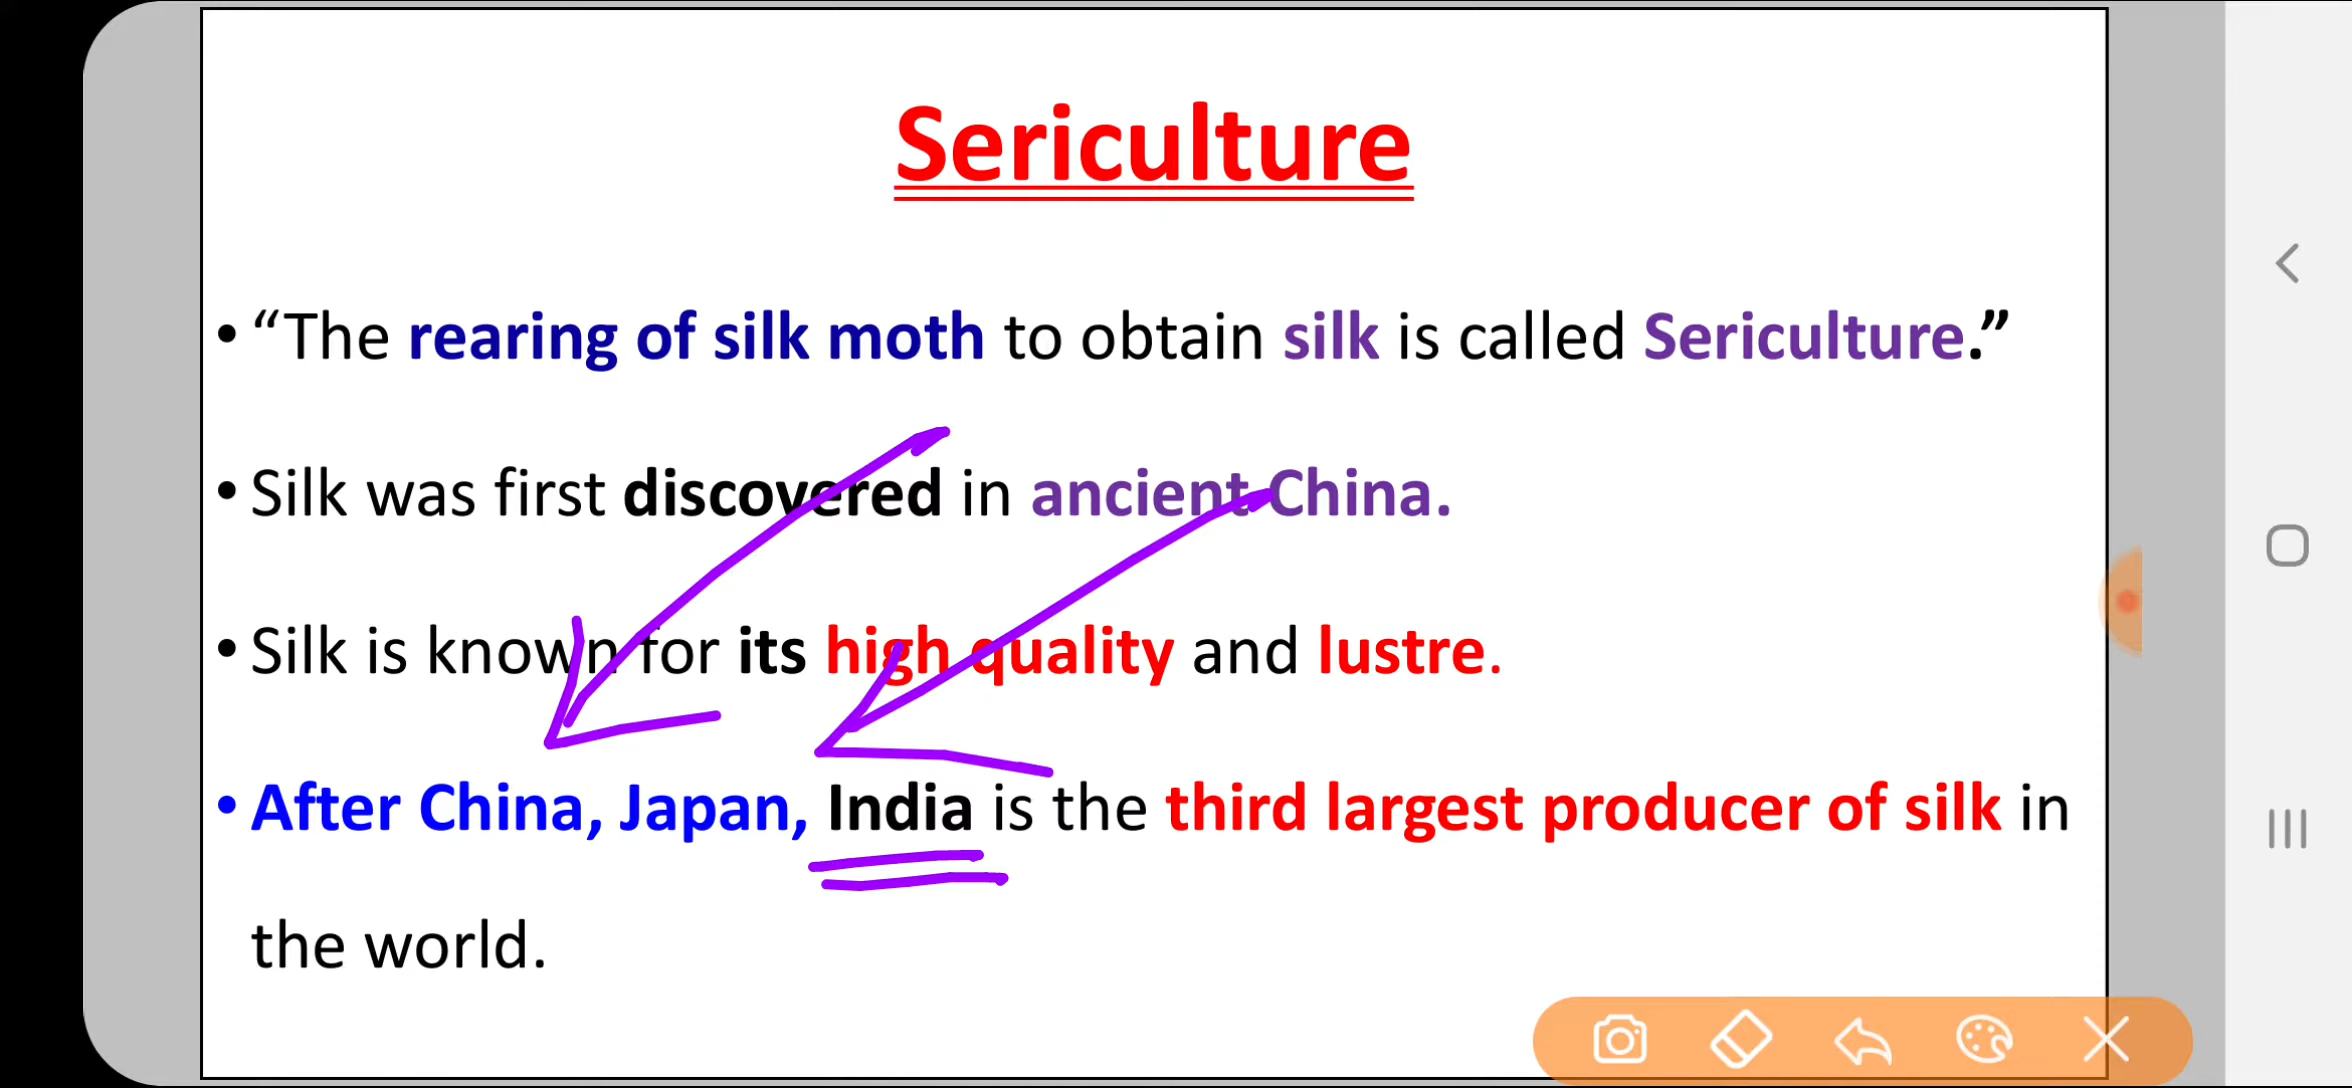 Sericulture
• “The rearing of silk moth to obtain silk is called Sericulture.”
• Silk was first discovered in ancient China.
• Silk is known for its high quality and lustre.
• After China, Japan, India is the third largest producer of silk in
the world.